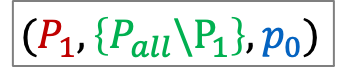 (P₁, {P_all\P₁}, p₀)